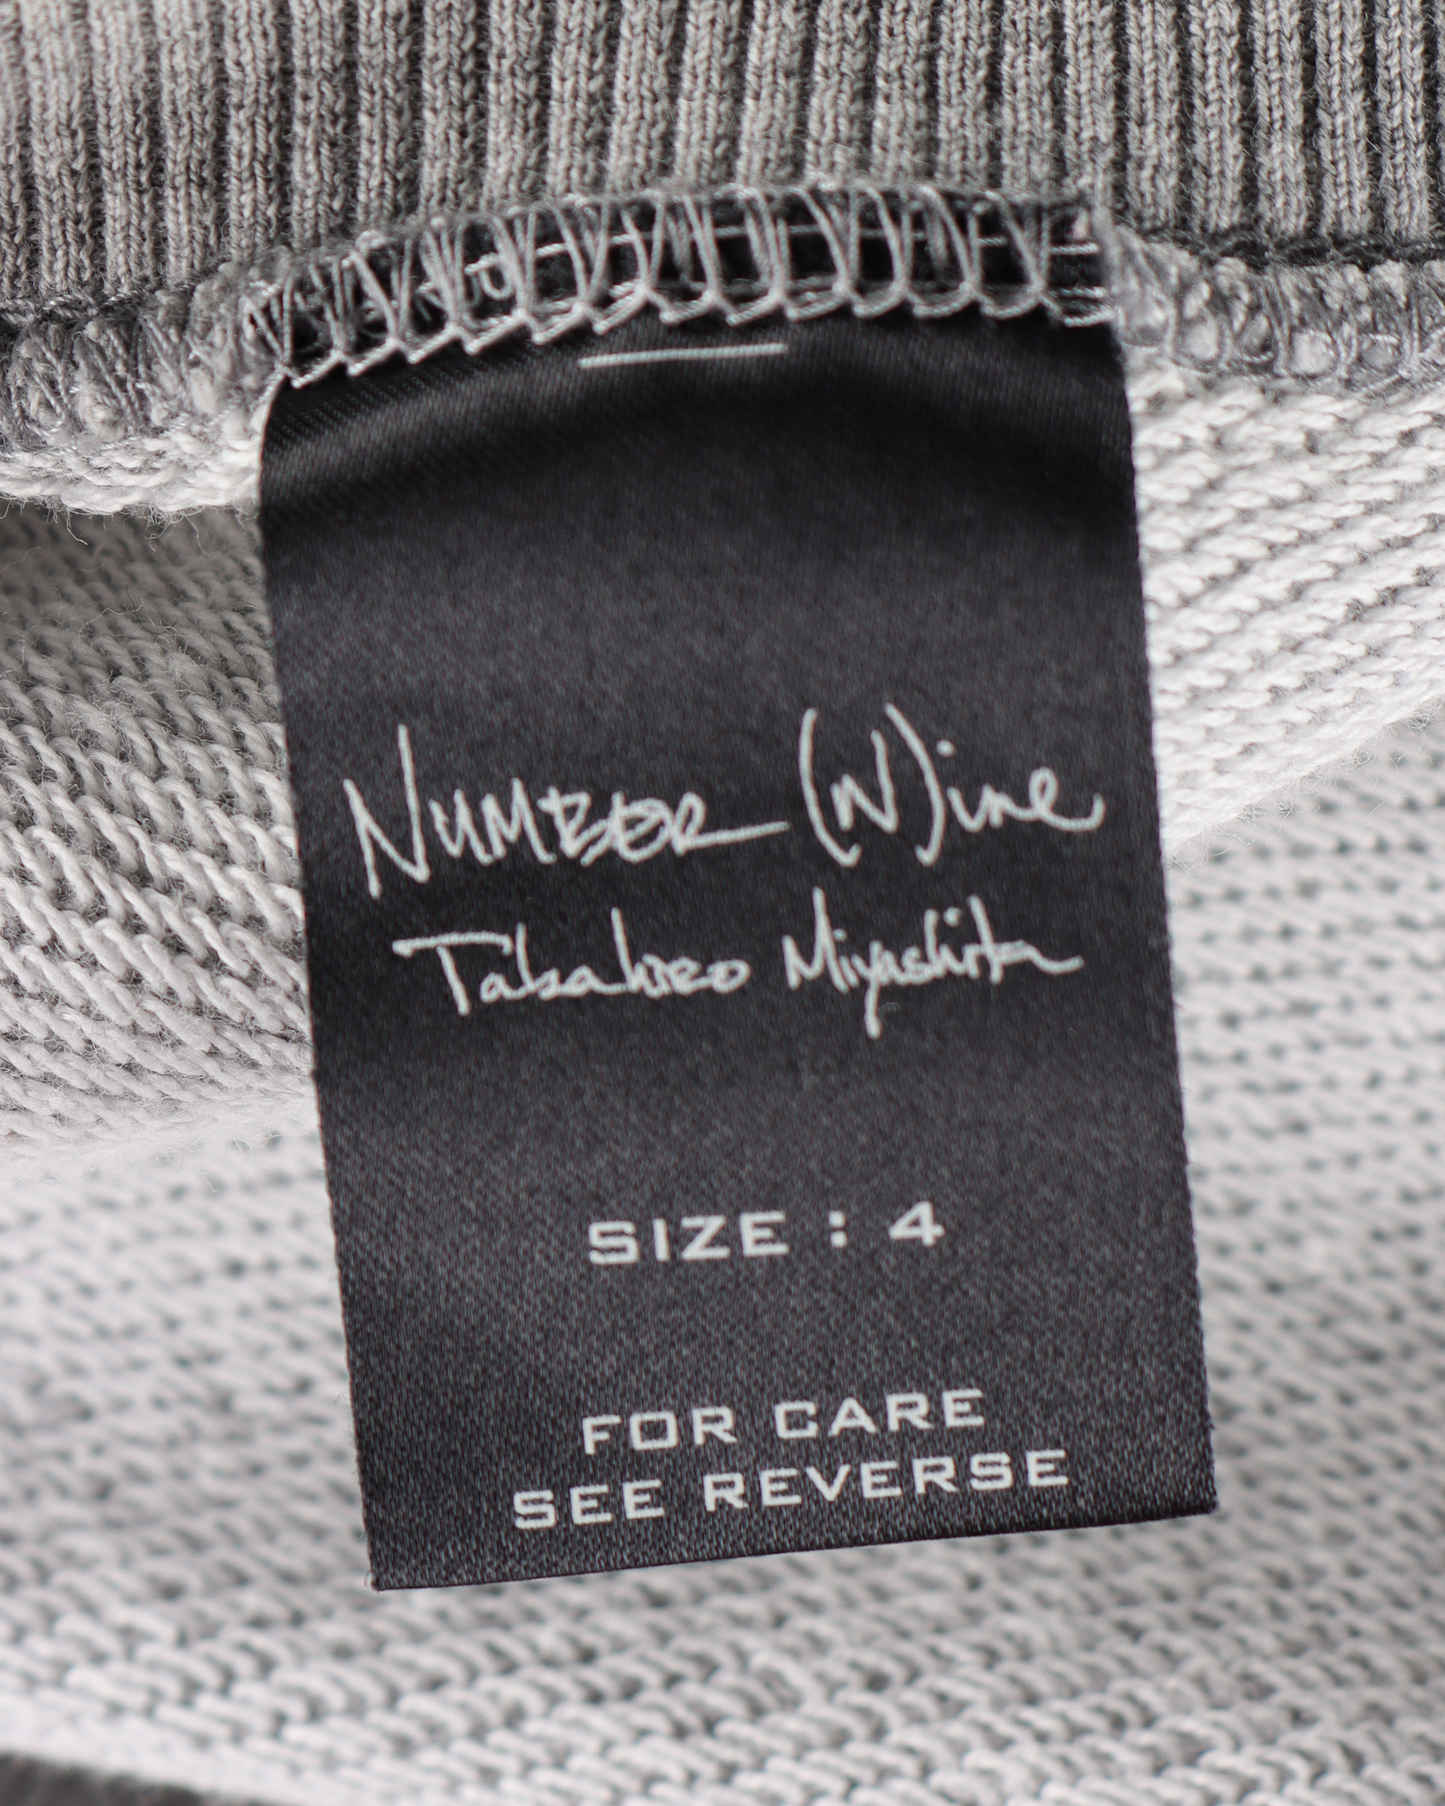 NUMBER (N)ine
Takahiro Miyashita
SIZE : 4
FOR CARE
SEE REVERSE